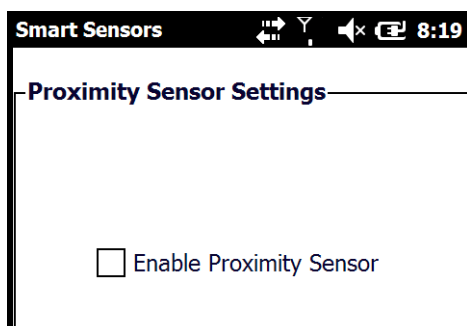 Smart Sensors 8:19
Proximity Sensor Settings
Enable Proximity Sensor